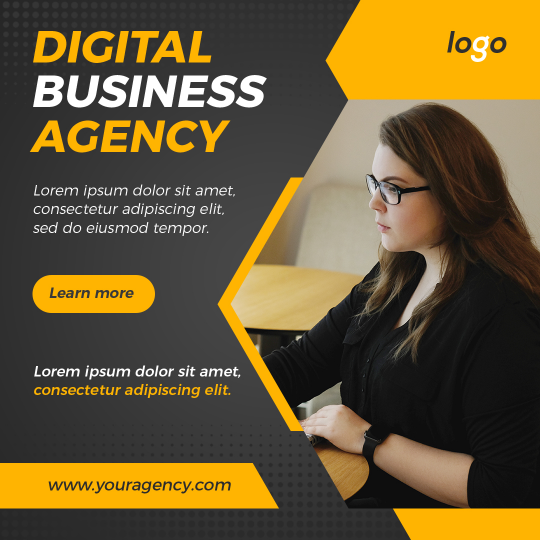 DIGITAL
BUSINESS
AGENCY
logo
Lorem ipsum dolor sit amet,
consectetur adipiscing elit,
sed do eiusmod tempor.
Learn more
Lorem ipsum dolor sit amet,
consectetur adipiscing elit.
www.youragency.com